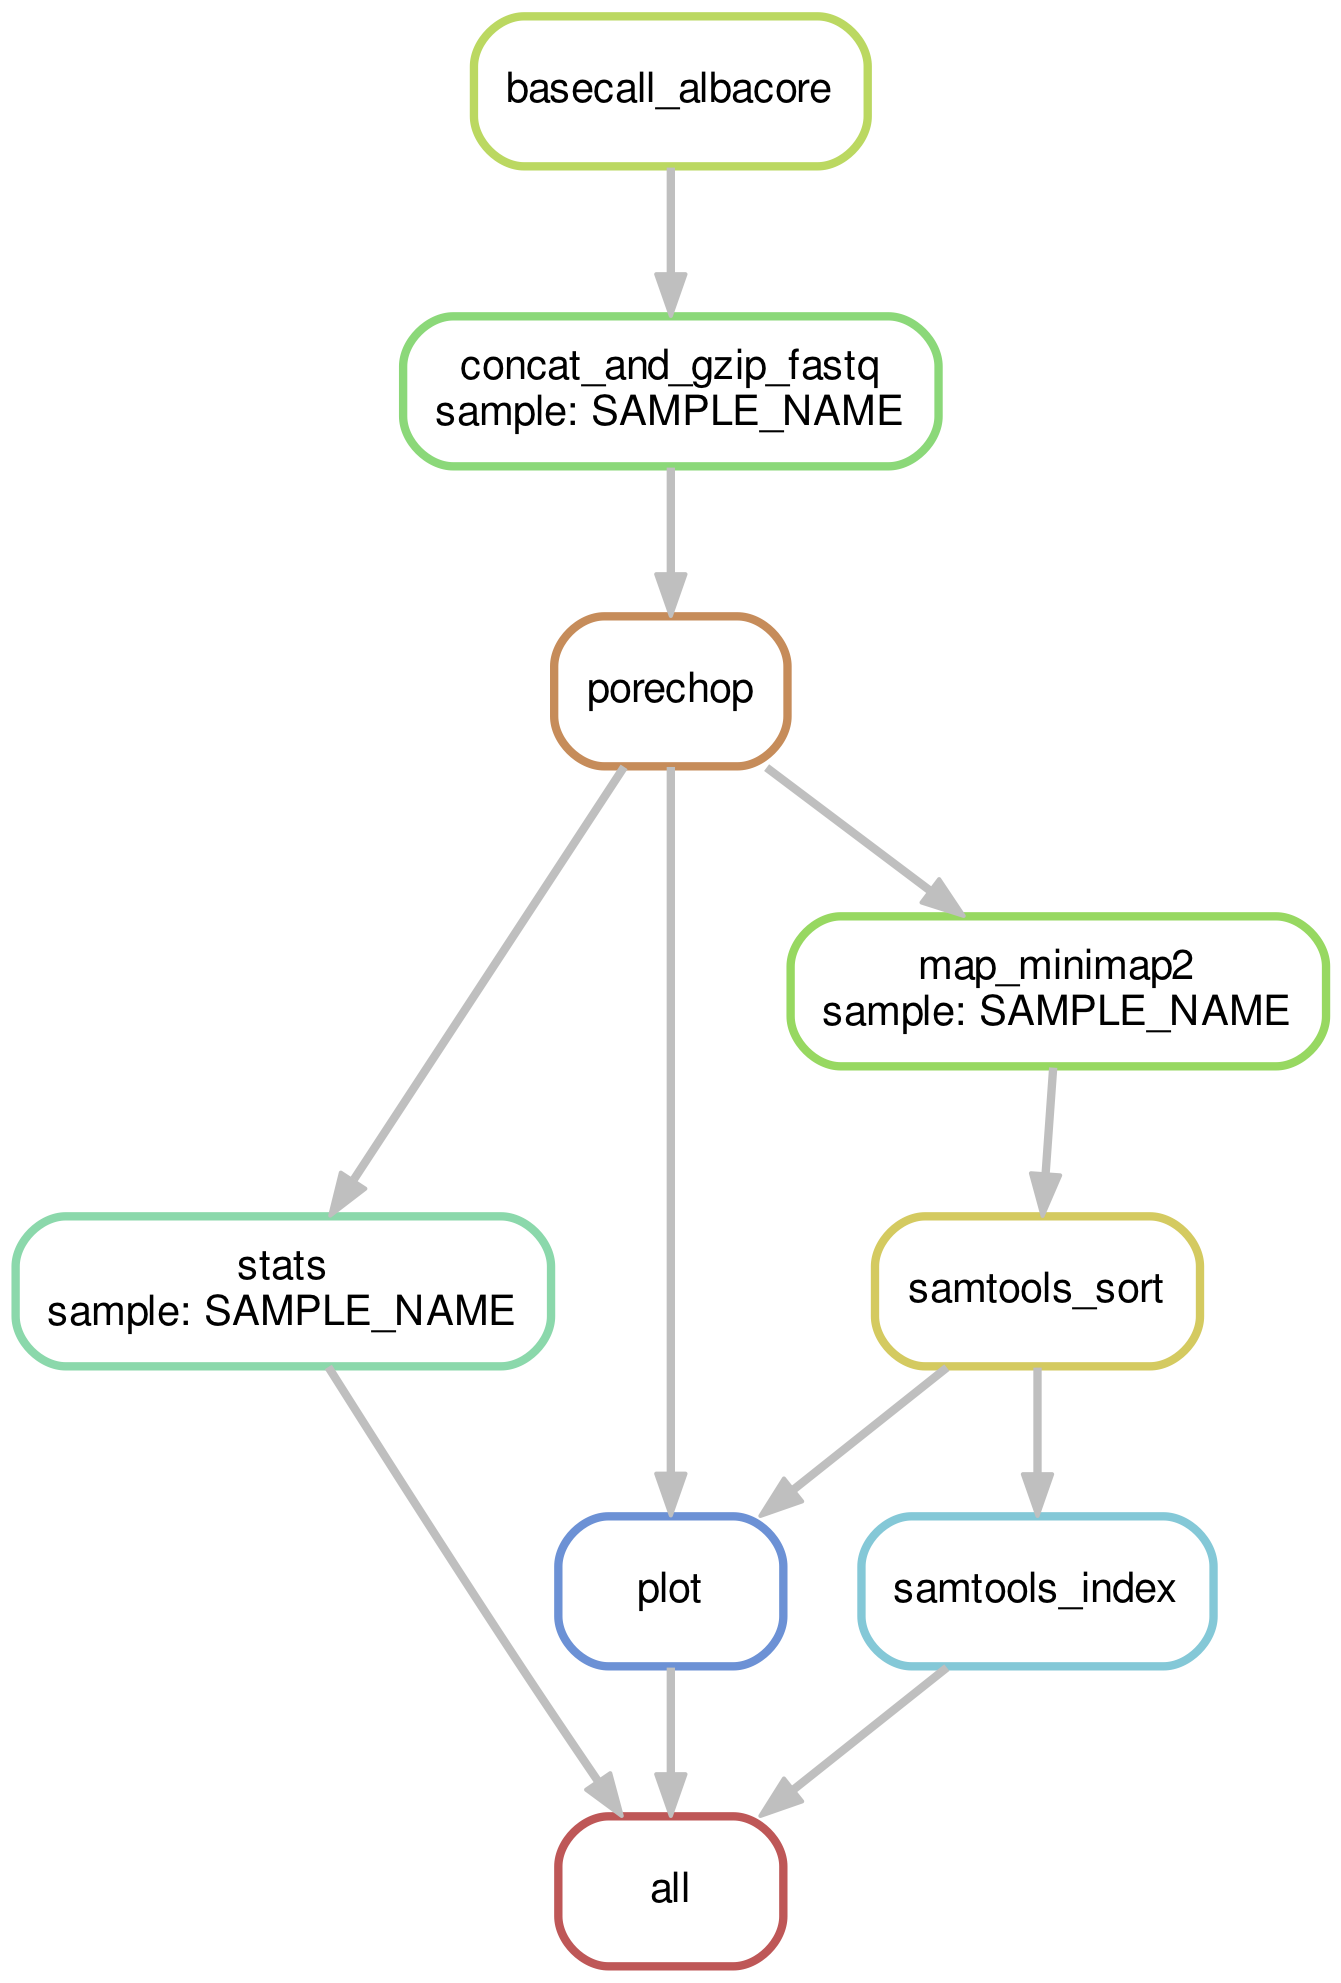 basecall_albacore
concat_and_gzip_fastq
sample: SAMPLE_NAME
porechop
map_minimap2
sample: SAMPLE_NAME
stats
sample: SAMPLE_NAME
samtools_sort
plot
samtools_index
all